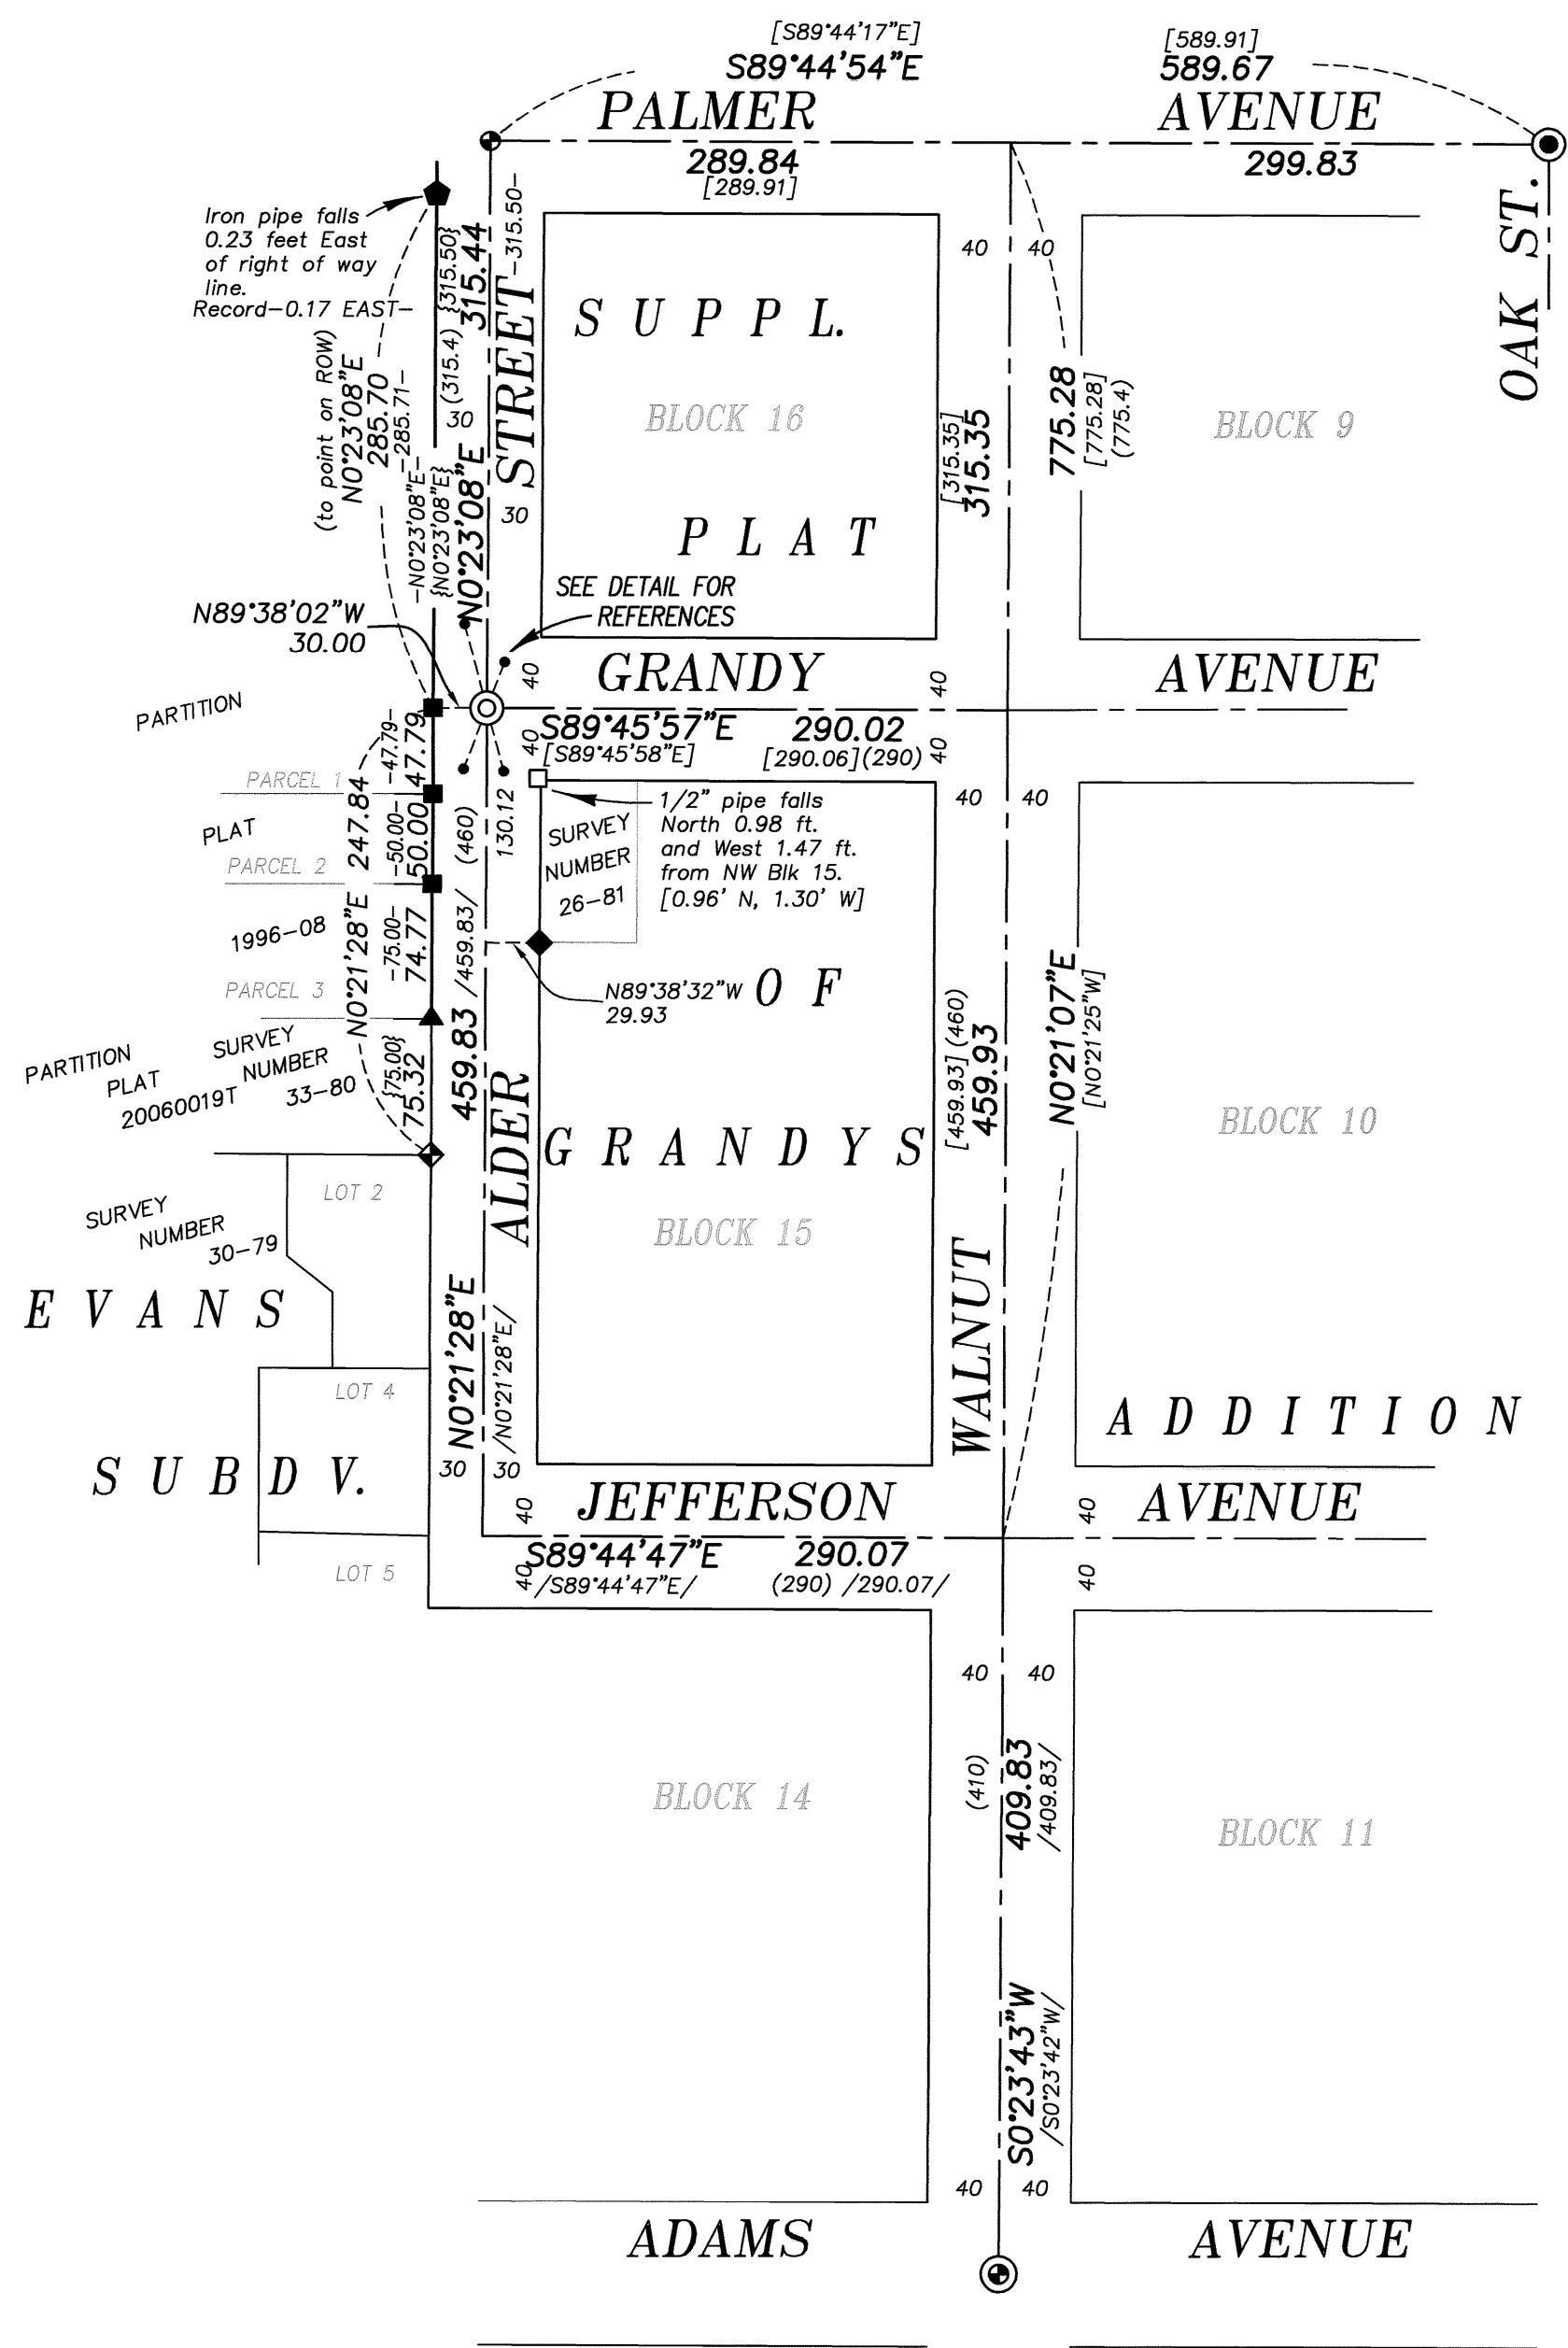 [S89°44'17"E]
S89°44'54"E
[589.91]
589.67
PALMER AVENUE
289.84
[289.91]
299.83
OAK ST.
Iron pipe falls
0.23 feet East
of right of way
line.
Record-0.17 EAST-
(to point on ROW)
N0°23'08"E
285.70
-285.71-
-N0°23'08"E-
{N0°23'08"E}
(315.4) {315.50}
315.44
N0°23'08"E
-315.50-
STREET
30
30
SUPPL.
BLOCK 16
PLAT
40
40
[315.35]
315.35
775.28
[775.28]
(775.4)
BLOCK 9
SEE DETAIL FOR
REFERENCES
N89°38'02"W
30.00
40
GRANDY AVENUE
40
S89°45'57"E 290.02
[S89°45'58"E] [290.06](290)
40
40
PARTITION
PARCEL 1
PLAT
PARCEL 2
1996-08
PARCEL 3
-47.79-
47.79
-50.00-
50.00
-75.00-
74.77
{75.00}
75.32
N0°21'28"E 247.84
(460)
/459.83/
459.83
130.12
SURVEY
NUMBER
26-81
1/2" pipe falls
North 0.98 ft.
and West 1.47 ft.
from NW Blk 15.
[0.96' N, 1.30' W]
40
40
N89°38'32"W
29.93
OF
PARTITION
PLAT
20060019T
SURVEY
NUMBER
33-80
ALDER
GRANDYS
BLOCK 15
[459.93] (460)
459.93
N0°21'07"E
[N0°21'25"W]
BLOCK 10
LOT 2
SURVEY
NUMBER
30-79
EVANS
LOT 4
SUBDV.
LOT 5
N0°21'28"E
/N0°21'28"E/
30
30
WALNUT
ADDITION
40
JEFFERSON AVENUE
40
S89°44'47"E 290.07
/S89°44'47"E/ (290) /290.07/
40
40
40
40
BLOCK 14
(410)
409.83
/409.83/
BLOCK 11
S0°23'43"W
/S0°23'42"W/
40
40
ADAMS AVENUE